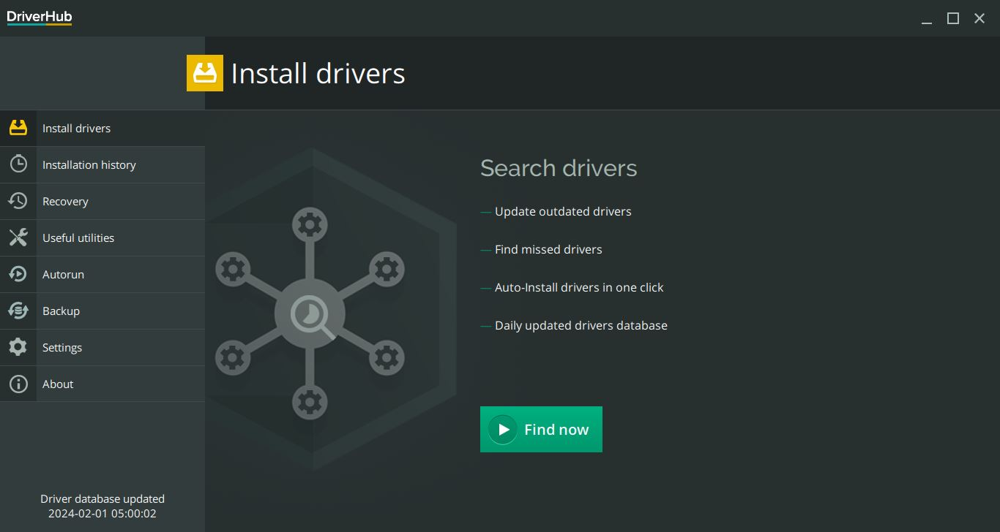 DriverHub
Install drivers
Install drivers
Installation history
Recovery
Useful utilities
Autorun
Backup
Settings
About
Driver database updated
2024-02-01 05:00:02
Search drivers
— Update outdated drivers
— Find missed drivers
— Auto-Install drivers in one click
— Daily updated drivers database
Find now